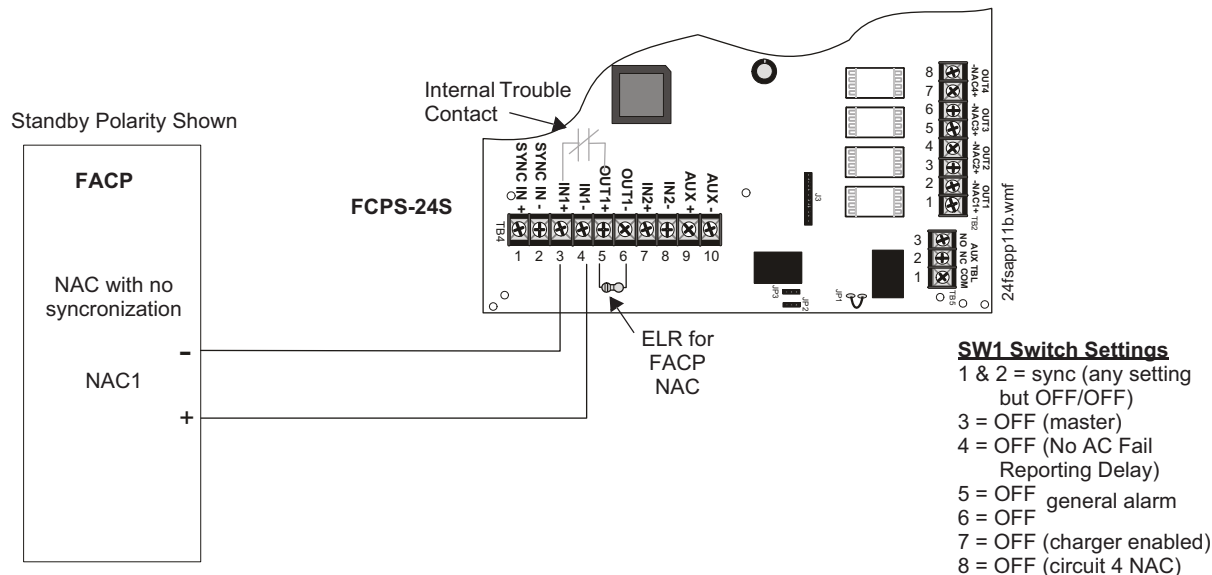 Internal Trouble
Contact
Standby Polarity Shown
FACP
FCPS-24S
NAC with no
syncronization
NAC1
-
+
SYNC IN +
SYNC IN -
IN1+
IN1-
OUT1+
OUT1-
IN2+
IN2-
AUX +
AUX -
TB4
1 2 3 4 5 6 7 8 9 10
ELR for
FACP
NAC
J3
JP3
JP2
JP1
8
7
6
5
4
3
2
1
OUT4
-NAC4+
OUT3
-NAC3+
OUT2
-NAC2+
OUT1
-NAC1+
TB2
3
2
1
AUX TBL
NO NC COM
TB5
24fsapp11b.wmf
SW1 Switch Settings
1 & 2 = sync (any setting
but OFF/OFF)
3 = OFF (master)
4 = OFF (No AC Fail
Reporting Delay)
5 = OFF general alarm
6 = OFF
7 = OFF (charger enabled)
8 = OFF (circuit 4 NAC)